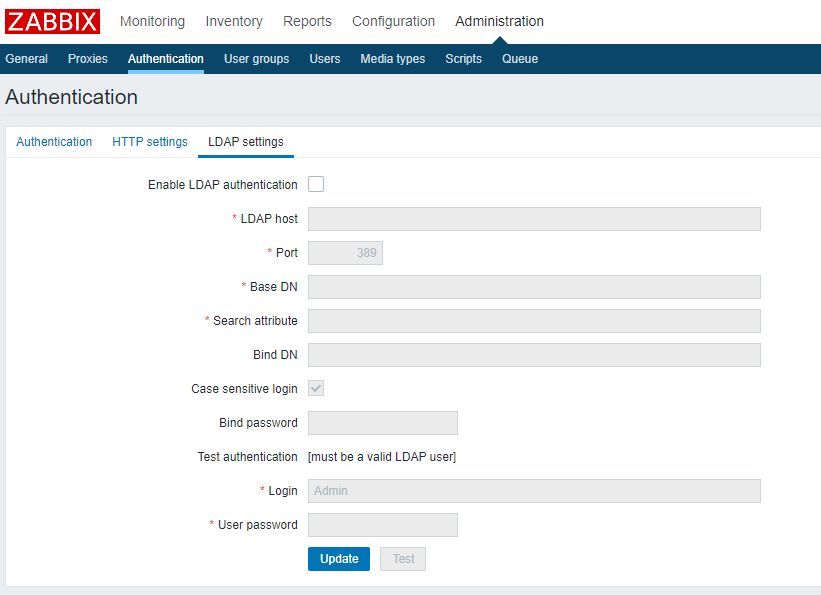 ZABBIX Monitoring Inventory Reports Configuration Administration
General Proxies Authentication User groups Users Media types Scripts Queue
Authentication
Authentication HTTP settings LDAP settings
Enable LDAP authentication
* LDAP host
* Port 389
* Base DN
* Search attribute
Bind DN
Case sensitive login
Bind password
Test authentication [must be a valid LDAP user]
* Login Admin
* User password
Update Test